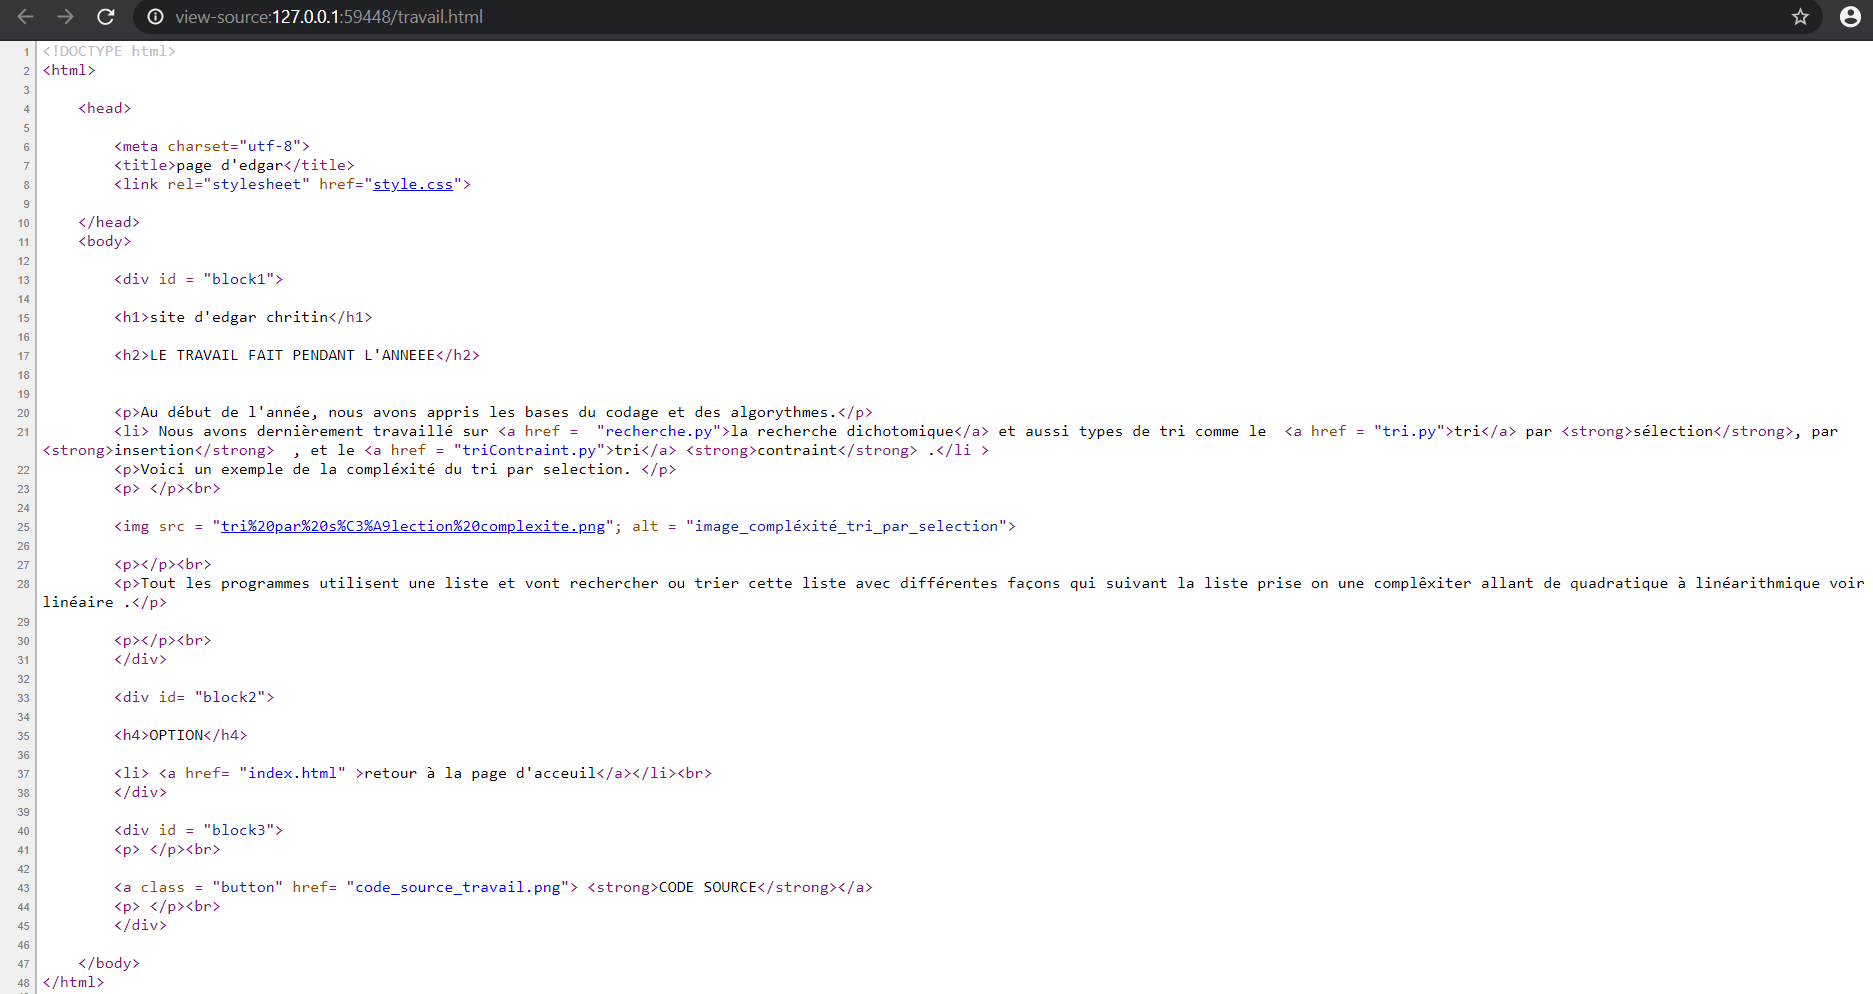 view-source:127.0.0.1:59448/travail.html
1 <!DOCTYPE html>
2 <html>
3
4 <head>
5
6 <meta charset="utf-8">
7 <title>page d'edgar</title>
8 <link rel="stylesheet" href="style.css">
9
10 </head>
11 <body>
12
13 <div id = "block1">
14
15 <h1>site d'edgar chritin</h1>
16
17 <h2>LE TRAVAIL FAIT PENDANT L'ANNEEE</h2>
18
19
20 <p>Au début de l'année, nous avons appris les bases du codage et des algorythmes.</p>
21 <li> Nous avons dernièrement travaillé sur <a href =  "recherche.py">la recherche dichotomique</a> et aussi types de tri comme le  <a href = "tri.py">tri</a> par <strong>sélection</strong>, par
<strong>insertion</strong>  , et le <a href = "triContraint.py">tri</a> <strong>contraint</strong> .</li >
22 <p>Voici un exemple de la compléxité du tri par selection. </p>
23 <p> </p><br>
24
25 <img src = "tri%20par%20s%C3%A9lection%20complexite.png"; alt = "image_compléxité_tri_par_selection">
26
27 <p></p><br>
28 <p>Tout les programmes utilisent une liste et vont rechercher ou trier cette liste avec différentes façons qui suivant la liste prise on une complêxiter allant de quadratique à linéarithmique voir
linéaire .</p>
29
30 <p></p><br>
31 </div>
32
33 <div id= "block2">
34
35 <h4>OPTION</h4>
36
37 <li> <a href= "index.html" >retour à la page d'acceuil</a></li><br>
38 </div>
39
40 <div id = "block3">
41 <p> </p><br>
42
43 <a class = "button" href= "code_source_travail.png"> <strong>CODE SOURCE</strong></a>
44 <p> </p><br>
45 </div>
46
47 </body>
48 </html>